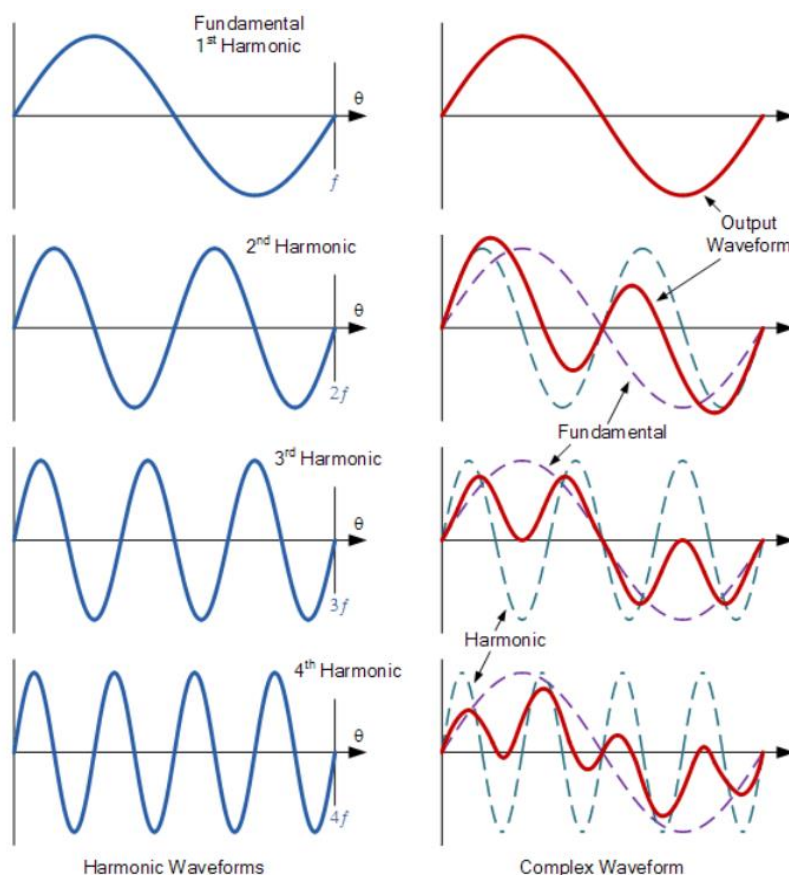 Fundamental
1st Harmonic
θ
f
Output
Waveform
2nd Harmonic
θ
2f
Fundamental
3rd Harmonic
θ
3f
Harmonic
4th Harmonic
θ
4f
Harmonic Waveforms
Complex Waveform